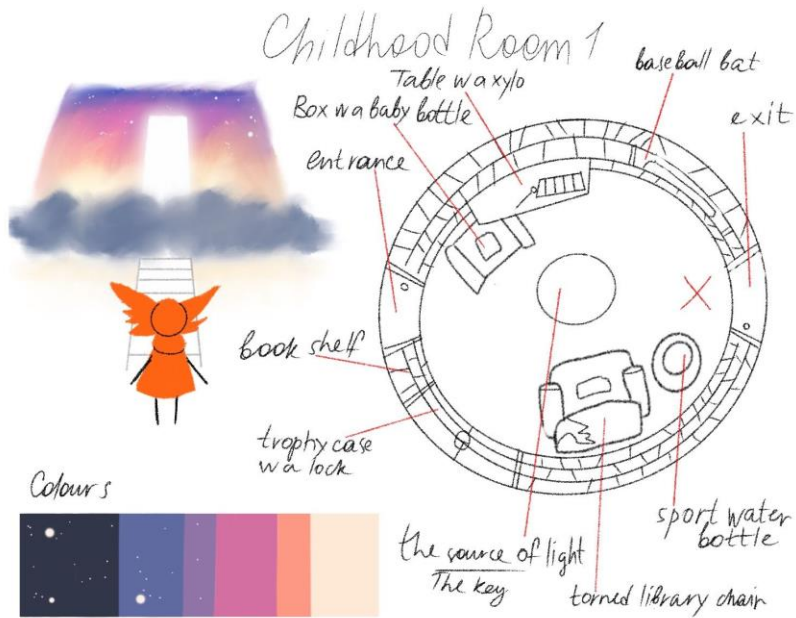 Childhood Room 1
baseball bat
Table w a xylo
Box w a baby bottle
exit
entrance
book shelf
trophy case
w a lock
Colours
the source of light
The key
sport water
bottle
torned library chair